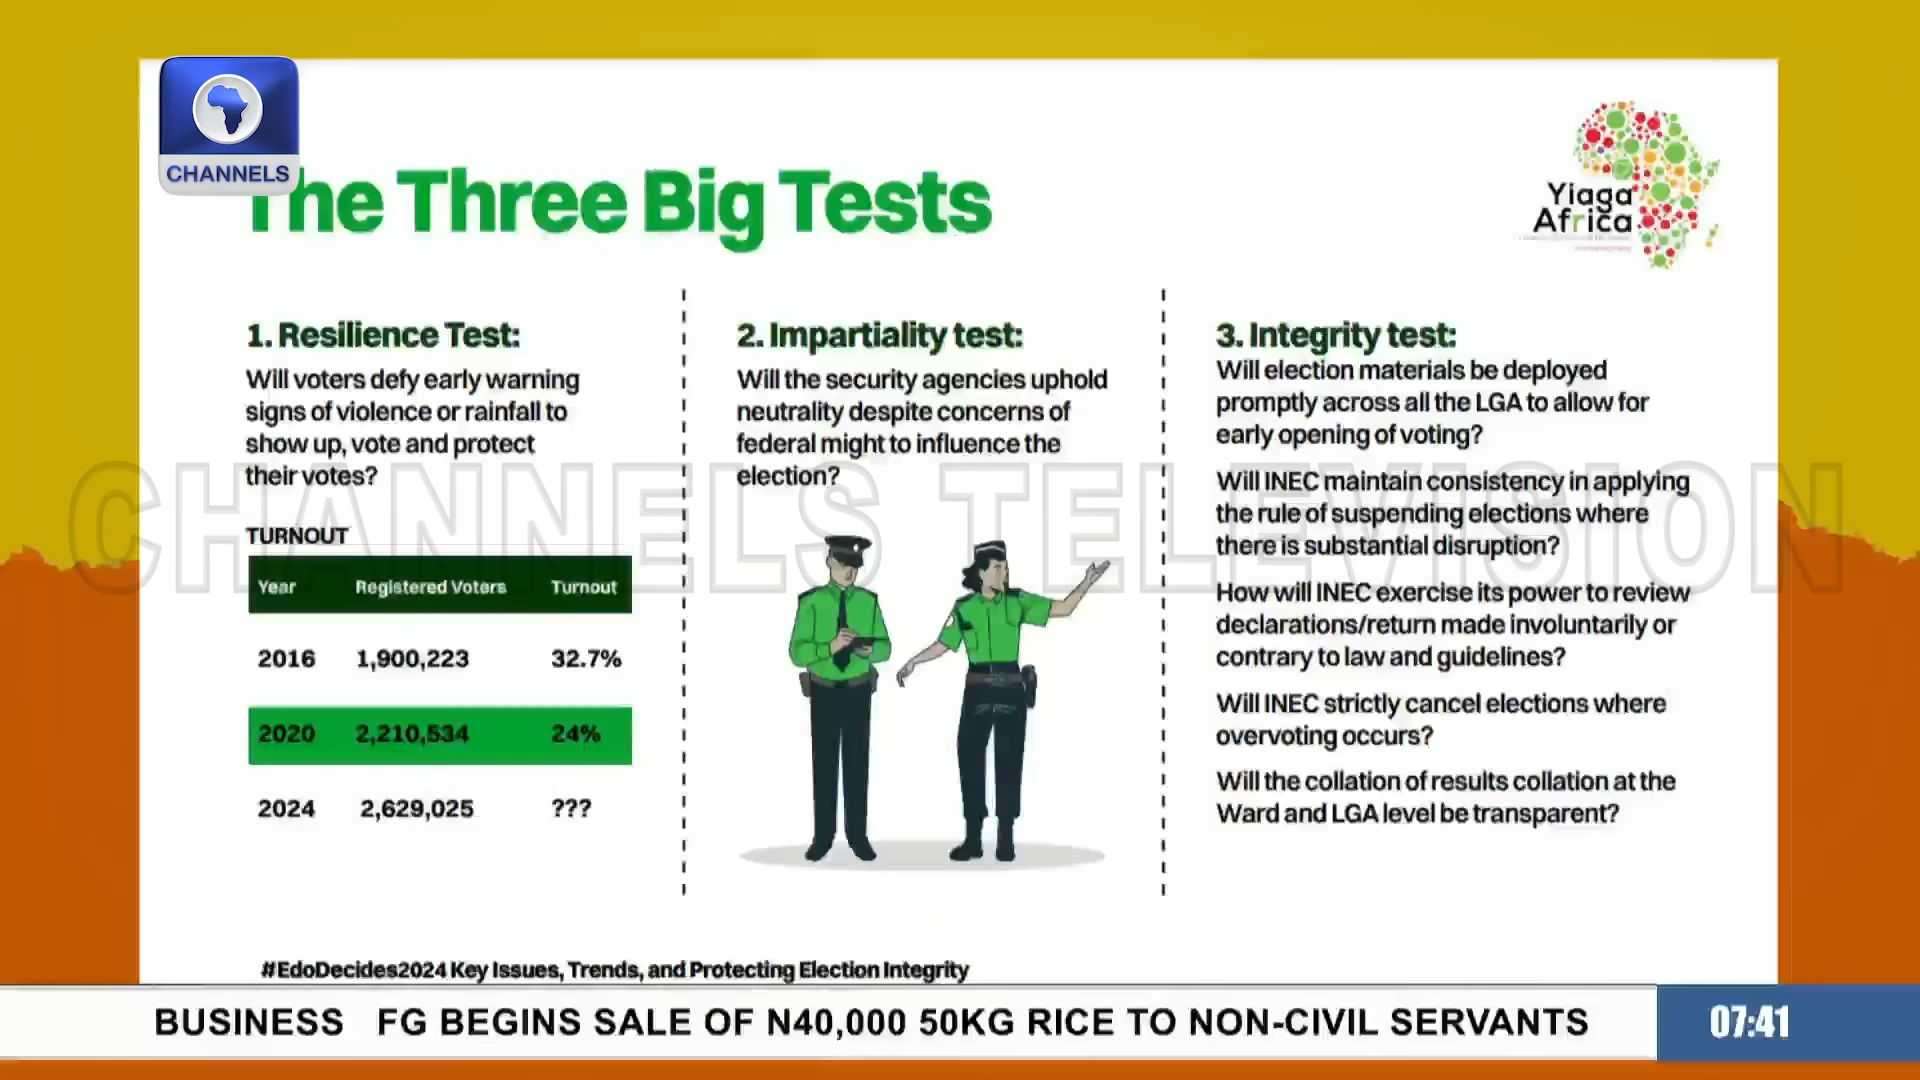 CHANNELS
The Three Big Tests
Yiaga
Africa
1. Resilience Test:
Will voters defy early warning
signs of violence or rainfall to
show up, vote and protect
their votes?
TURNOUT
Year Registered Voters Turnout
2016 1,900,223 32.7%
2020 2,210,534 24%
2024 2,629,025 ???
2. Impartiality test:
Will the security agencies uphold
neutrality despite concerns of
federal might to influence the
election?
3. Integrity test:
Will election materials be deployed
promptly across all the LGA to allow for
early opening of voting?
Will INEC maintain consistency in applying
the rule of suspending elections where
there is substantial disruption?
How will INEC exercise its power to review
declarations/return made involuntarily or
contrary to law and guidelines?
Will INEC strictly cancel elections where
overvoting occurs?
Will the collation of results collation at the
Ward and LGA level be transparent?
CHANNELS TELEVISION
#EdoDecides2024 Key Issues, Trends, and Protecting Election Integrity
BUSINESS FG BEGINS SALE OF N40,000 50KG RICE TO NON-CIVIL SERVANTS
07:41